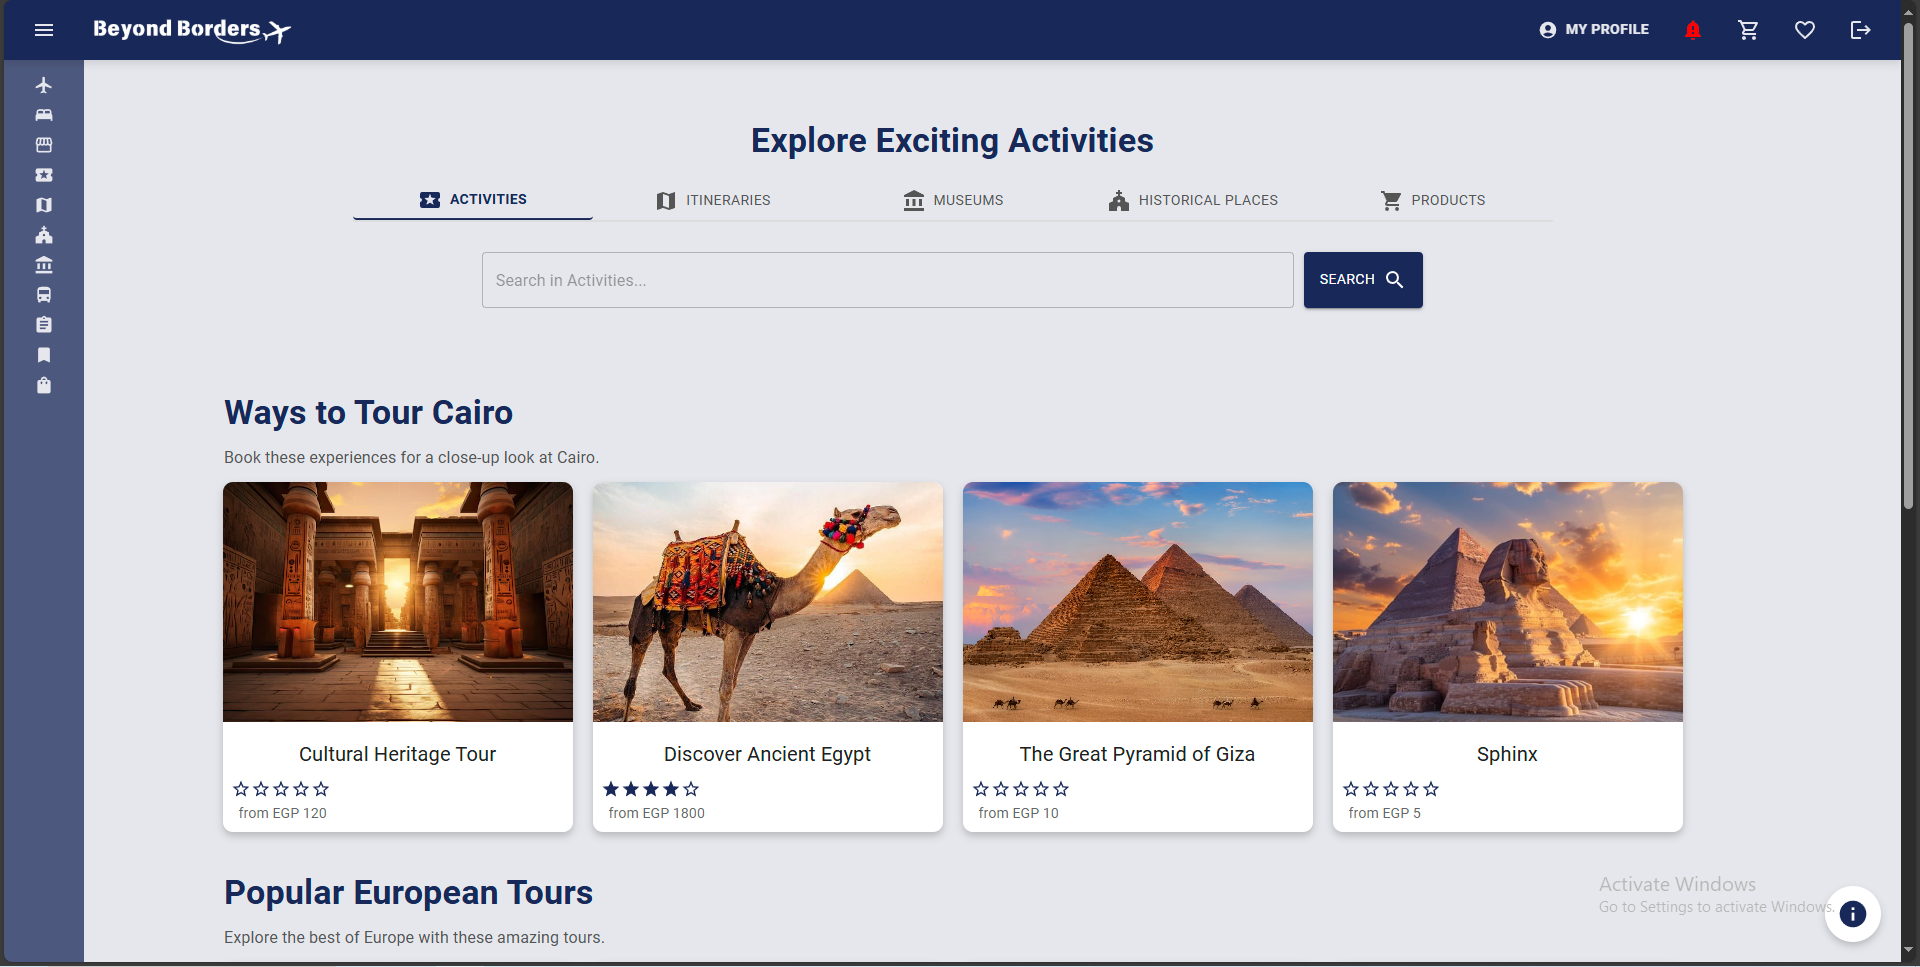 Beyond Borders
MY PROFILE
Explore Exciting Activities
ACTIVITIES
ITINERARIES
MUSEUMS
HISTORICAL PLACES
PRODUCTS
Search in Activities...
SEARCH
Ways to Tour Cairo
Book these experiences for a close-up look at Cairo.
Cultural Heritage Tour
from EGP 120
Discover Ancient Egypt
from EGP 1800
The Great Pyramid of Giza
from EGP 10
Sphinx
from EGP 5
Popular European Tours
Explore the best of Europe with these amazing tours.
Activate Windows
Go to Settings to activate Windows.